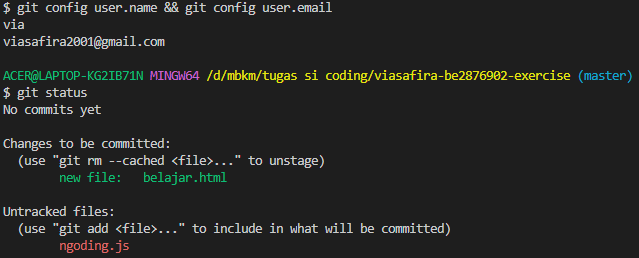 $ git config user.name && git config user.email
via
viasafira2001@gmail.com
ACER@LAPTOP-KG2IB71N MINGW64 /d/mbkm/tugas si coding/viasafira-be2876902-exercise (master)
$ git status
No commits yet
Changes to be committed:
  (use "git rm --cached <file>..." to unstage)
        new file:   belajar.html
Untracked files:
  (use "git add <file>..." to include in what will be committed)
        ngoding.js